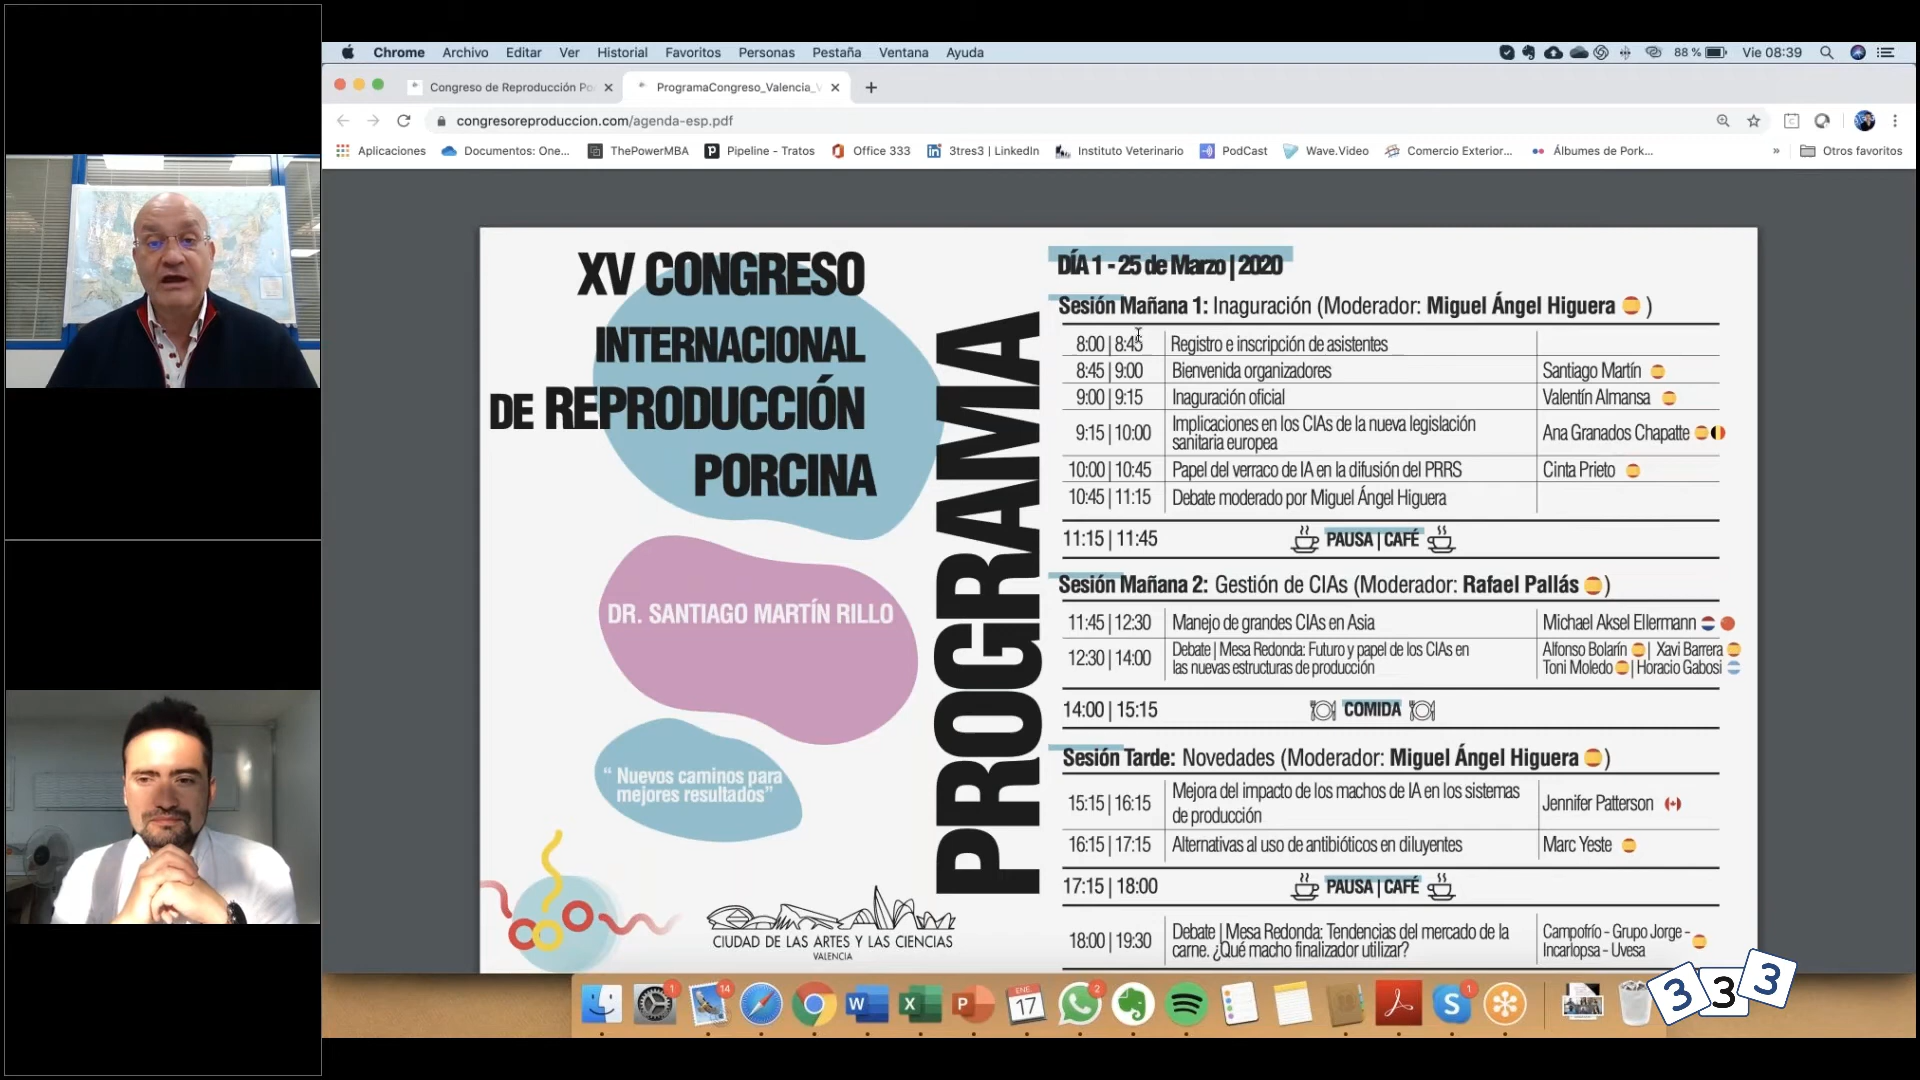 Chrome Archivo Editar Ver Historial Favoritos Personas Pestaña Ventana Ayuda
88 % Vie 08:39
Congreso de Reproducción Po
ProgramaCongreso_Valencia_V
congresoreproduccion.com/agenda-esp.pdf
Aplicaciones Documentos: One... ThePowerMBA Pipeline - Tratos Office 333 3tres3 | LinkedIn Instituto Veterinario PodCast Wave.Video Comercio Exterior... Álbumes de Pork... » Otros favoritos
XV CONGRESO
INTERNACIONAL
DE REPRODUCCIÓN
PORCINA
DR. SANTIAGO MARTÍN RILLO
“ Nuevos caminos para
mejores resultados”
CIUDAD DE LAS ARTES Y LAS CIENCIAS
VALENCIA
PROGRAMA
DÍA 1 - 25 de Marzo | 2020
Sesión Mañana 1: Inaguración (Moderador: Miguel Ángel Higuera )
8:00 | 8:45 Registro e inscripción de asistentes
8:45 | 9:00 Bienvenida organizadores Santiago Martín
9:00 | 9:15 Inaguración oficial Valentín Almansa
9:15 | 10:00 Implicaciones en los CIAs de la nueva legislación
sanitaria europea Ana Granados Chapatte
10:00 | 10:45 Papel del verraco de IA en la difusión del PRRS Cinta Prieto
10:45 | 11:15 Debate moderado por Miguel Ángel Higuera
11:15 | 11:45 PAUSA | CAFÉ
Sesión Mañana 2: Gestión de CIAs (Moderador: Rafael Pallás )
11:45 | 12:30 Manejo de grandes CIAs en Asia Michael Aksel Ellermann
12:30 | 14:00 Debate | Mesa Redonda: Futuro y papel de los CIAs en
las nuevas estructuras de producción
Alfonso Bolarín | Xavi Barrera
Toni Moledo | Horacio Gabosi
14:00 | 15:15 COMIDA
Sesión Tarde: Novedades (Moderador: Miguel Ángel Higuera )
15:15 | 16:15 Mejora del impacto de los machos de IA en los sistemas
de producción Jennifer Patterson
16:15 | 17:15 Alternativas al uso de antibióticos en diluyentes Marc Yeste
17:15 | 18:00 PAUSA | CAFÉ
18:00 | 19:30 Debate | Mesa Redonda: Tendencias del mercado de la
carne. ¿Qué macho finalizador utilizar?
Campofrío - Grupo Jorge -
Incarlopsa - Uvesa
1 14 W X P ENE. 17 2 S 1
3 3 3